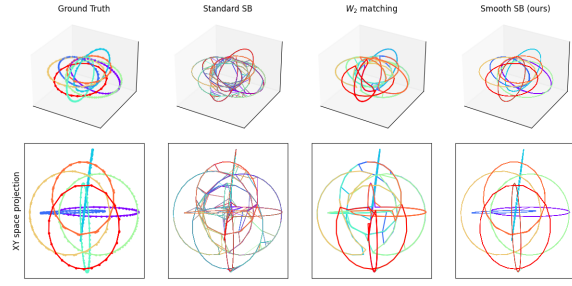 Ground Truth
Standard SB
W₂ matching
Smooth SB (ours)
XY-space projection